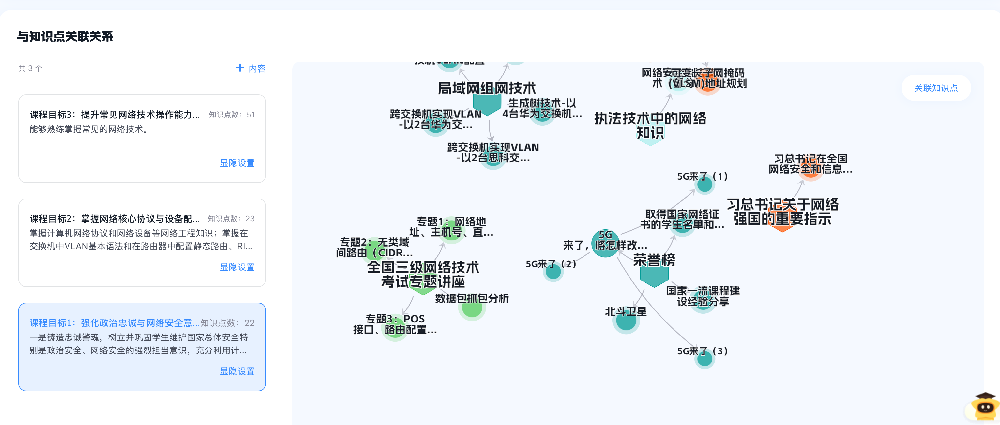 与知识点关联关系
共 3 个
+ 内容
课程目标3：提升常见网络技术操作能力...
知识点数：51
能够熟练掌握常见的网络技术。
显隐设置
课程目标2：掌握网络核心协议与设备配...
知识点数：23
掌握计算机网络协议和网络设备等网络工程知识；掌握在
交换机中VLAN基本语法和在路由器中配置静态路由、RI...
显隐设置
课程目标1：强化政治忠诚与网络安全意...
知识点数：22
一是铸造忠诚警魂，树立并巩固学生维护国家总体安全特
别是政治安全、网络安全的强烈担当意识，充分利用计...
显隐设置
关联知识点
换机VLAN配置
局域网组网技术
跨交换机实现VLAN
-以2台华为交...
生成树技术-以
4台华为交换机...
跨交换机实现VLAN
-以2台思科交...
网络安
术
可变长子网掩码
(VLSM)地址规划
执法技术中的网络
知识
习总书记在全国
网络安全和信息...
习总书记关于网络
强国的重要指示
5G来了（1）
取得国家网络证
书的学生名单和...
5G
来了，将怎样改...
5G来了（2）
荣誉榜
国家一流课程建
设经验分享
北斗卫星
5G来了（3）
专题1：网络地
址、主机号、直...
专题2：无类域
间路由（CIDR...
全国三级网络技术
考试专题讲座
数据包抓包分析
专题3：POS
接口、路由配置...